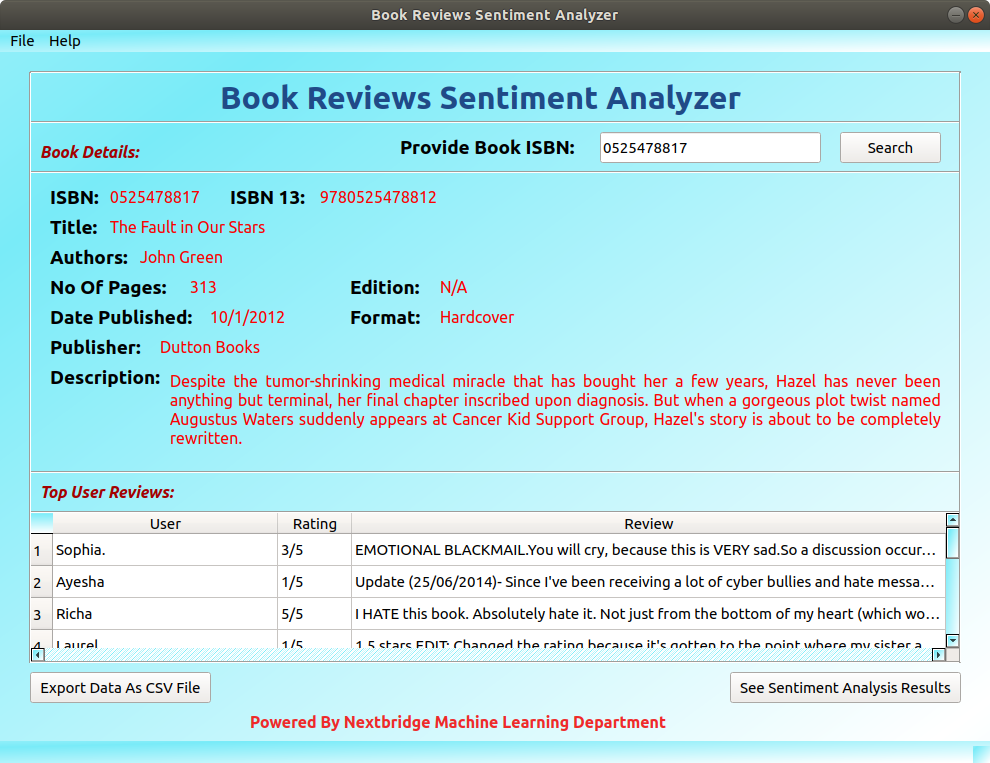 Book Reviews Sentiment Analyzer
File Help
Book Reviews Sentiment Analyzer
Book Details: Provide Book ISBN: 0525478817 Search
ISBN: 0525478817 ISBN 13: 9780525478812
Title: The Fault in Our Stars
Authors: John Green
No Of Pages: 313 Edition: N/A
Date Published: 10/1/2012 Format: Hardcover
Publisher: Dutton Books
Description: Despite the tumor-shrinking medical miracle that has bought her a few years, Hazel has never been
anything but terminal, her final chapter inscribed upon diagnosis. But when a gorgeous plot twist named
Augustus Waters suddenly appears at Cancer Kid Support Group, Hazel's story is about to be completely
rewritten.
Top User Reviews:
User Rating Review
1 Sophia. 3/5 EMOTIONAL BLACKMAIL.You will cry, because this is VERY sad.So a discussion occur...
2 Ayesha 1/5 Update (25/06/2014)- Since I've been receiving a lot of cyber bullies and hate messa...
3 Richa 5/5 I HATE this book. Absolutely hate it. Not just from the bottom of my heart (which wo...
4 Laurel 1/5 1.5 stars EDIT: Changed the rating because it's gotten to the point where my sister a...
Export Data As CSV File See Sentiment Analysis Results
Powered By Nextbridge Machine Learning Department